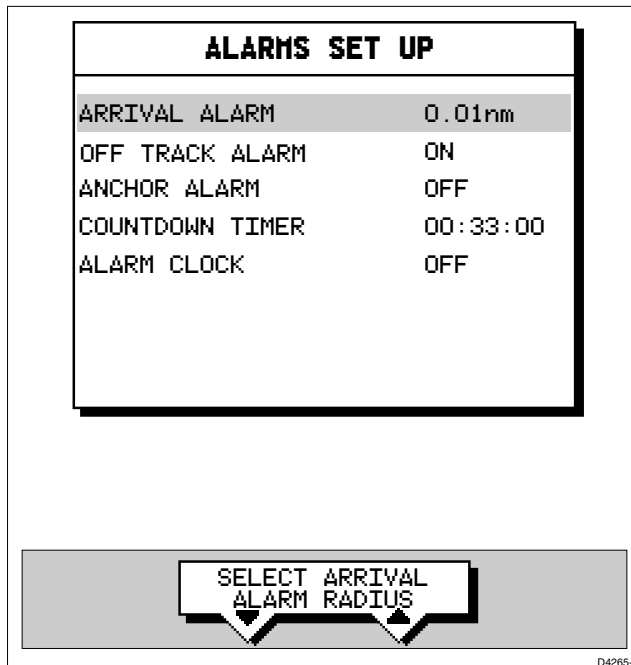 ALARMS SET UP
ARRIVAL ALARM 0.01nm
OFF TRACK ALARM ON
ANCHOR ALARM OFF
COUNTDOWN TIMER 00:33:00
ALARM CLOCK OFF
SELECT ARRIVAL
ALARM RADIUS
D4265-